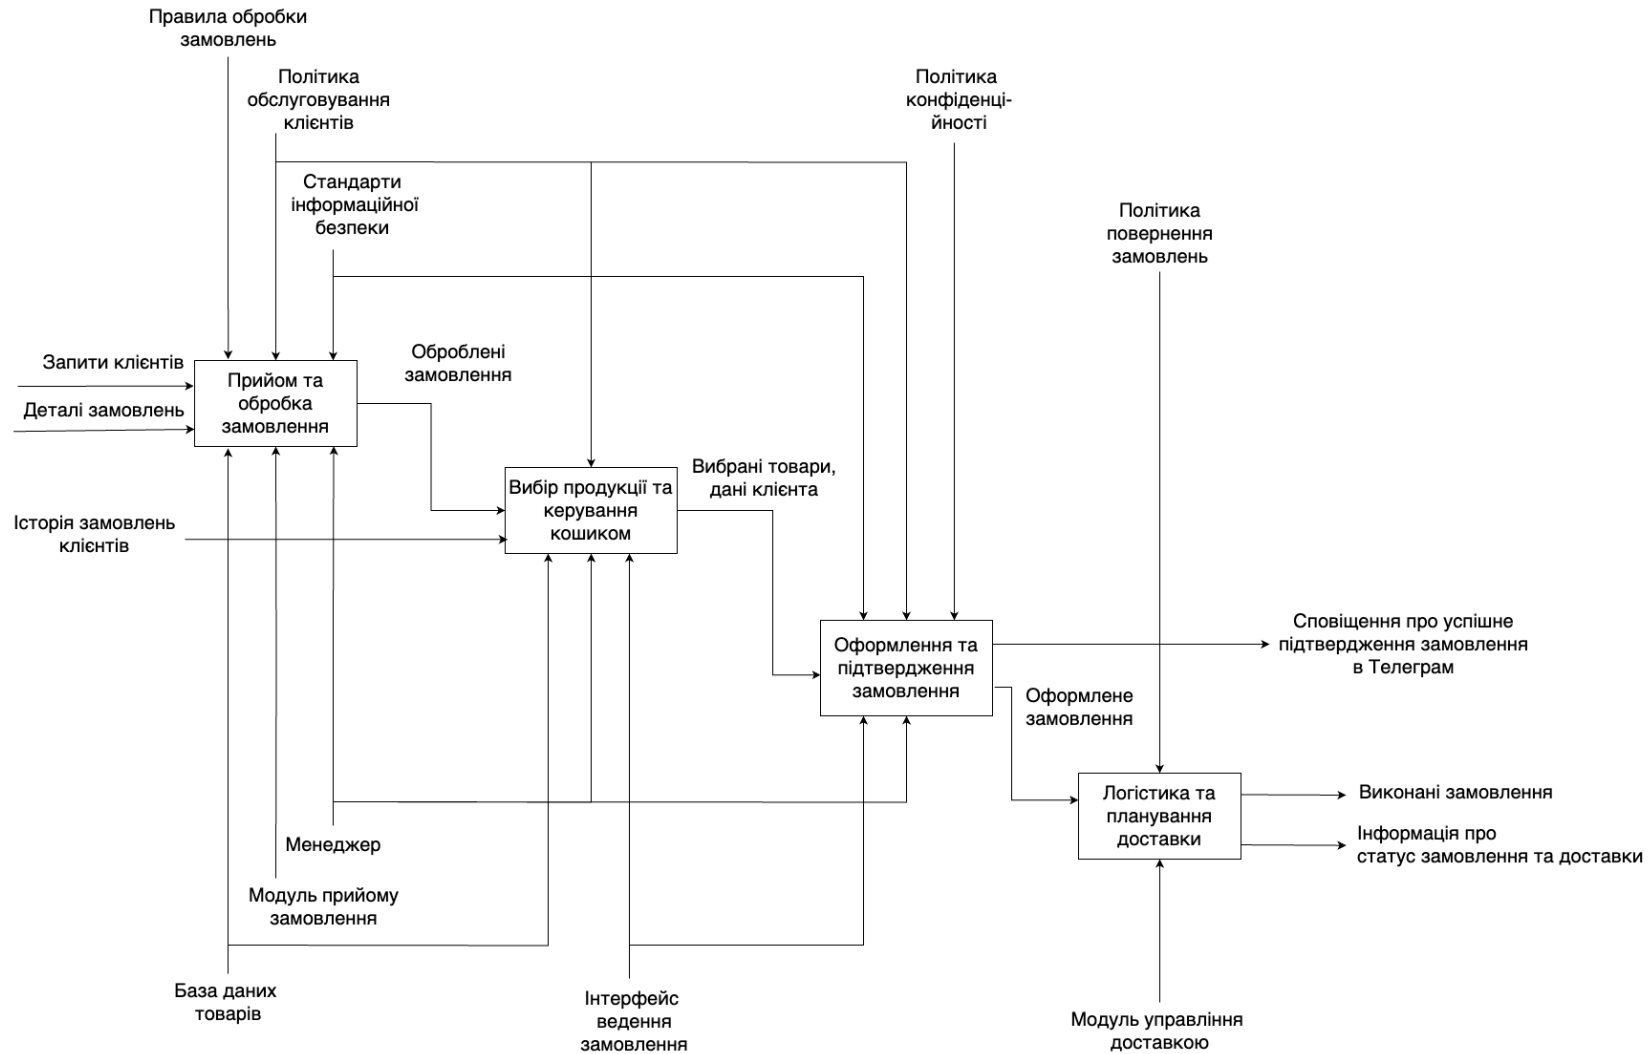 Правила обробки
замовлень
Політика
обслуговування
клієнтів
Політика
конфіденці-
йності
Стандарти
інформаційної
безпеки
Політика
повернення
замовлень
Запити клієнтів
Деталі замовлень
Прийом та
обробка
замовлення
Оброблені
замовлення
Історія замовлень
клієнтів
Вибір продукції та
керування
кошиком
Вибрані товари,
дані клієнта
Оформлення та
підтвердження
замовлення
Сповіщення про успішне
підтвердження замовлення
в Телеграм
Оформлене
замовлення
Логістика та
планування
доставки
Виконані замовлення
Інформація про
статус замовлення та доставки
Менеджер
Модуль прийому
замовлення
База даних
товарів
Інтерфейс
ведення
замовлення
Модуль управління
доставкою